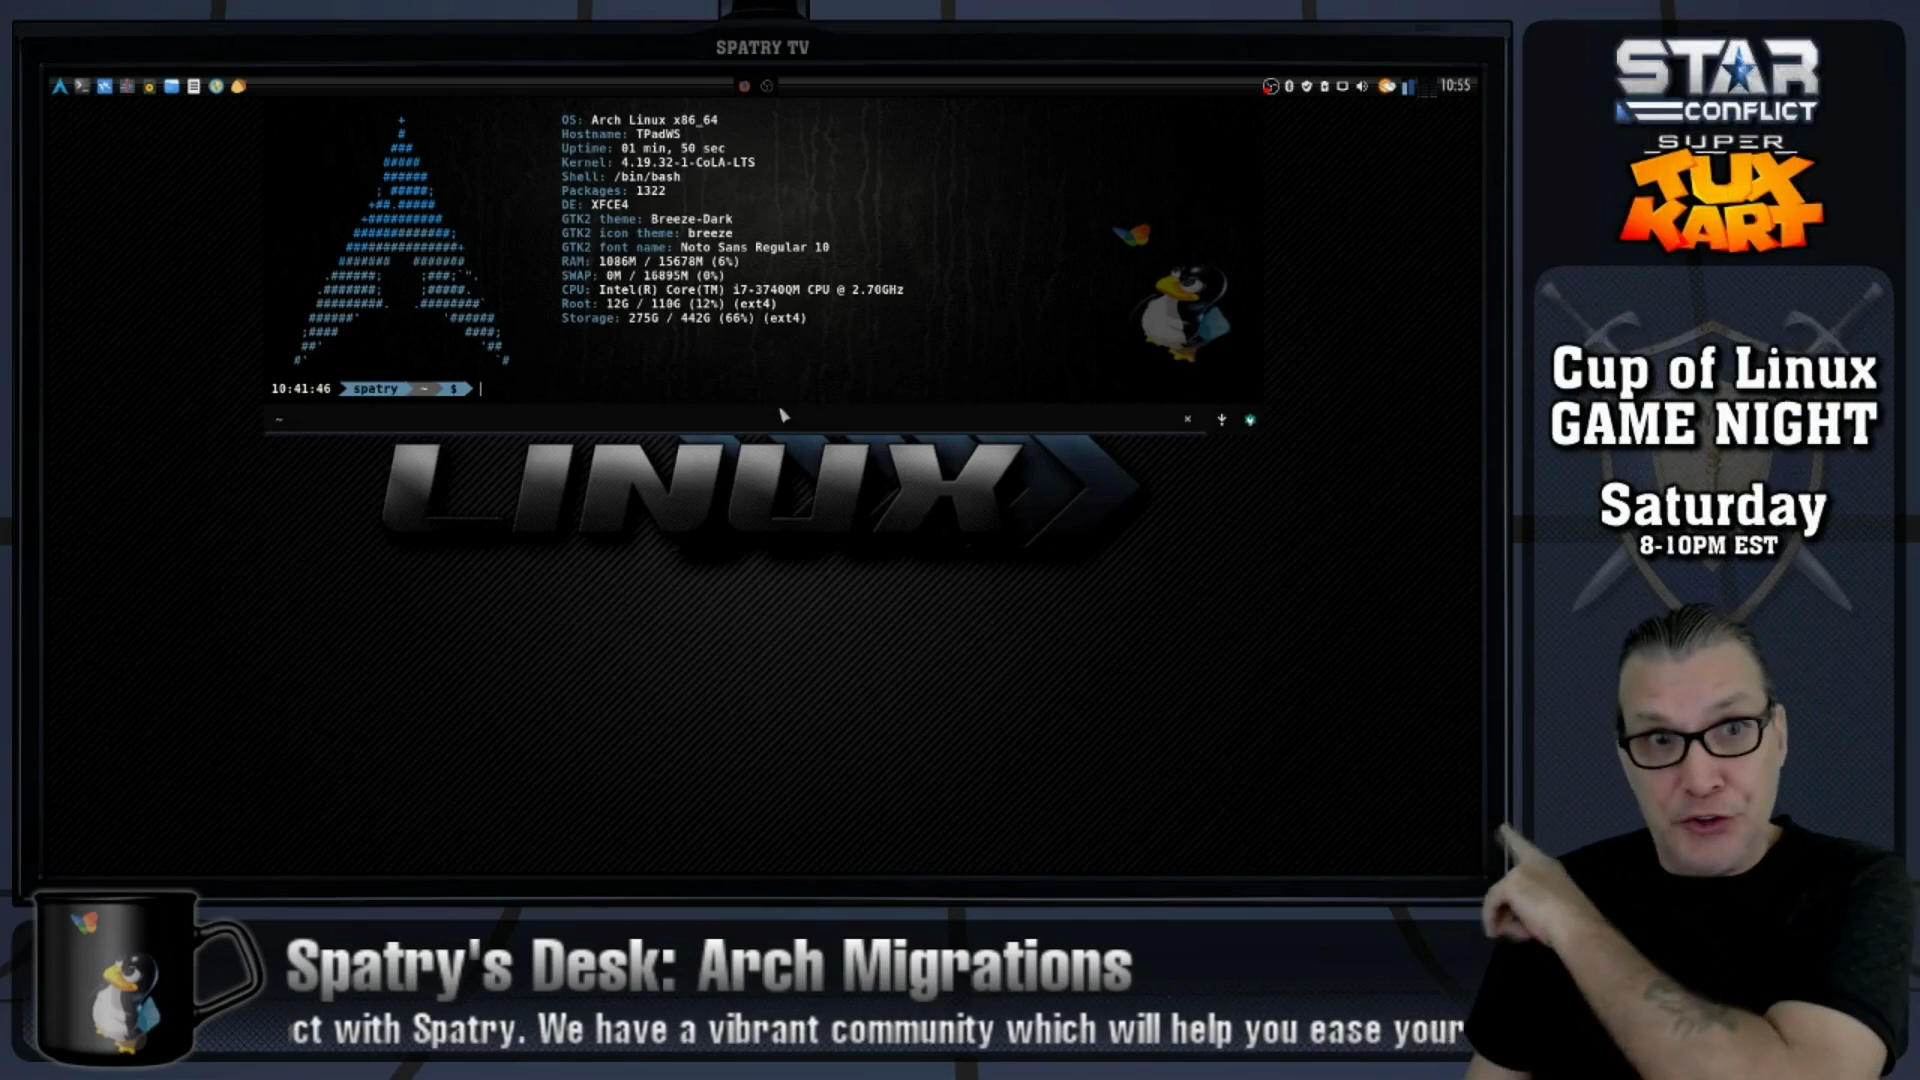 SPATRY TV
10:55
OS: Arch Linux x86_64
Hostname: TPadWS
Uptime: 01 min, 50 sec
Kernel: 4.19.32-1-CoLA-LTS
Shell: /bin/bash
Packages: 1322
DE: XFCE4
GTK2 theme: Breeze-Dark
GTK2 icon theme: breeze
GTK2 font name: Noto Sans Regular 10
RAM: 1086M / 15678M (6%)
SWAP: 0M / 16895M (0%)
CPU: Intel(R) Core(TM) i7-3740QM CPU @ 2.70GHz
Root: 12G / 110G (12%) (ext4)
Storage: 275G / 442G (66%) (ext4)
10:41:46 spatry ~ $
~
LINUX
STAR
CONFLICT
SUPER
TUX
KART
Cup of Linux
GAME NIGHT
Saturday
8-10PM EST
Spatry's Desk: Arch Migrations
ct with Spatry. We have a vibrant community which will help you ease your